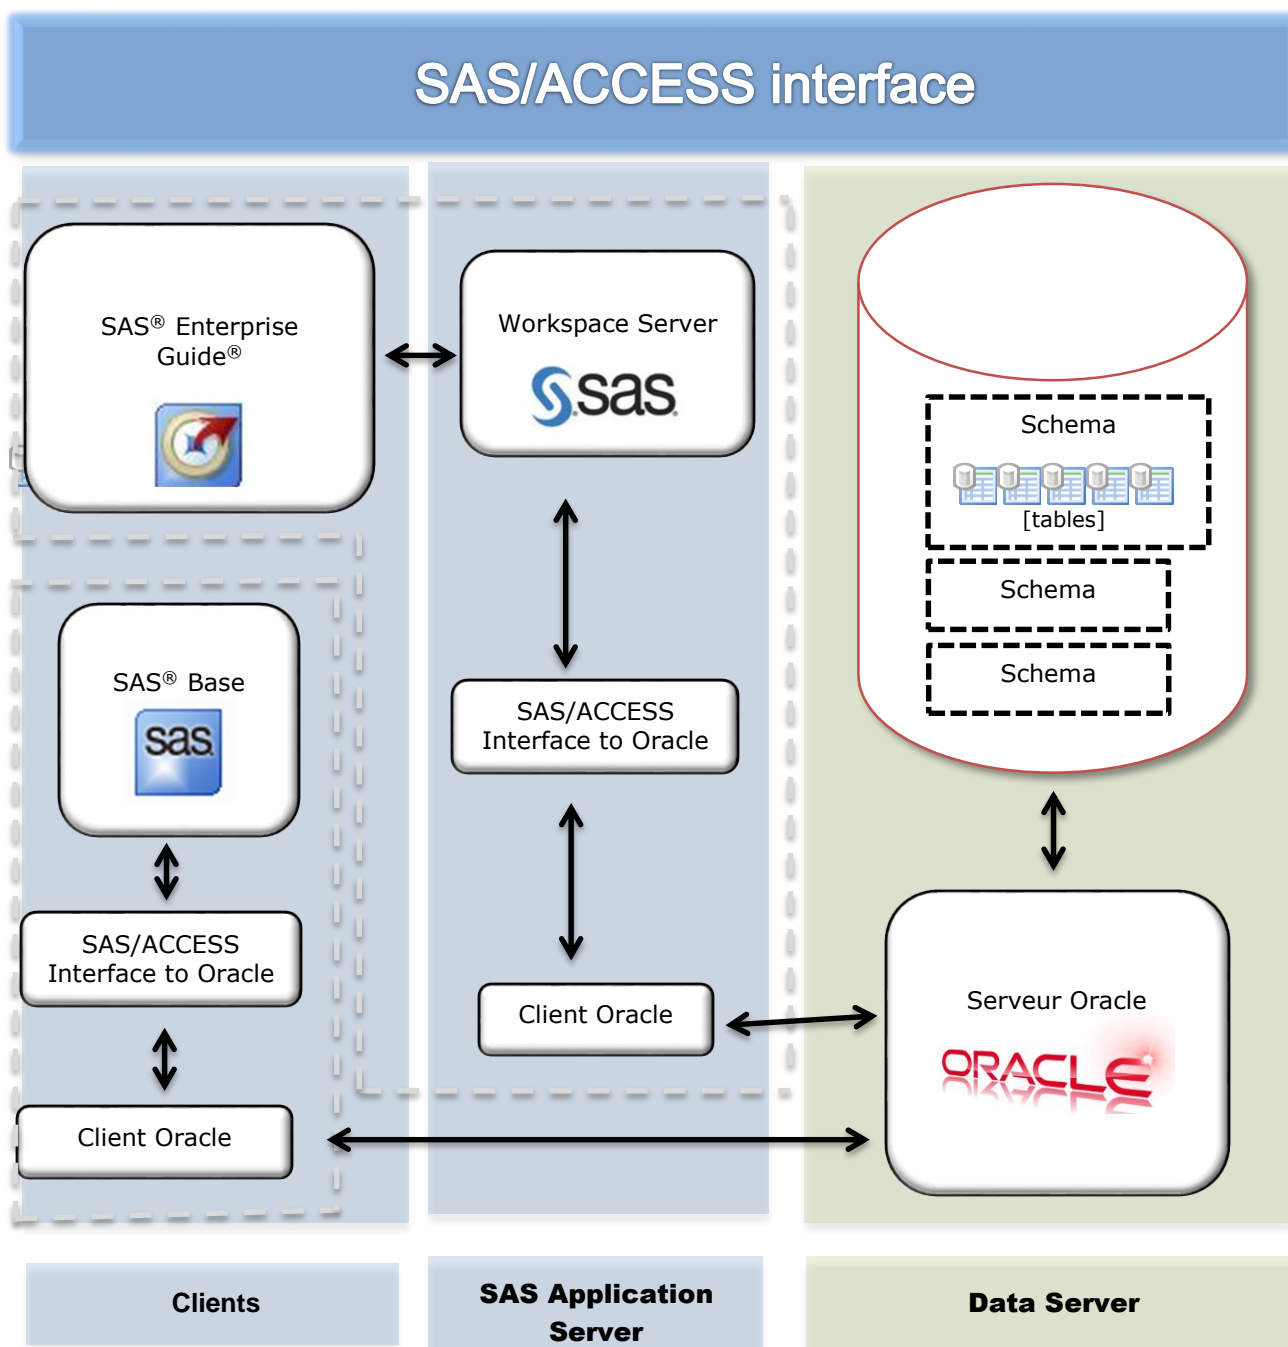 SAS/ACCESS interface
SAS® Enterprise
Guide®
Workspace Server
sas
Schema
[tables]
Schema
Schema
SAS® Base
sas
SAS/ACCESS
Interface to Oracle
SAS/ACCESS
Interface to Oracle
Client Oracle
Client Oracle
Serveur Oracle
ORACLE
Clients
SAS Application
Server
Data Server